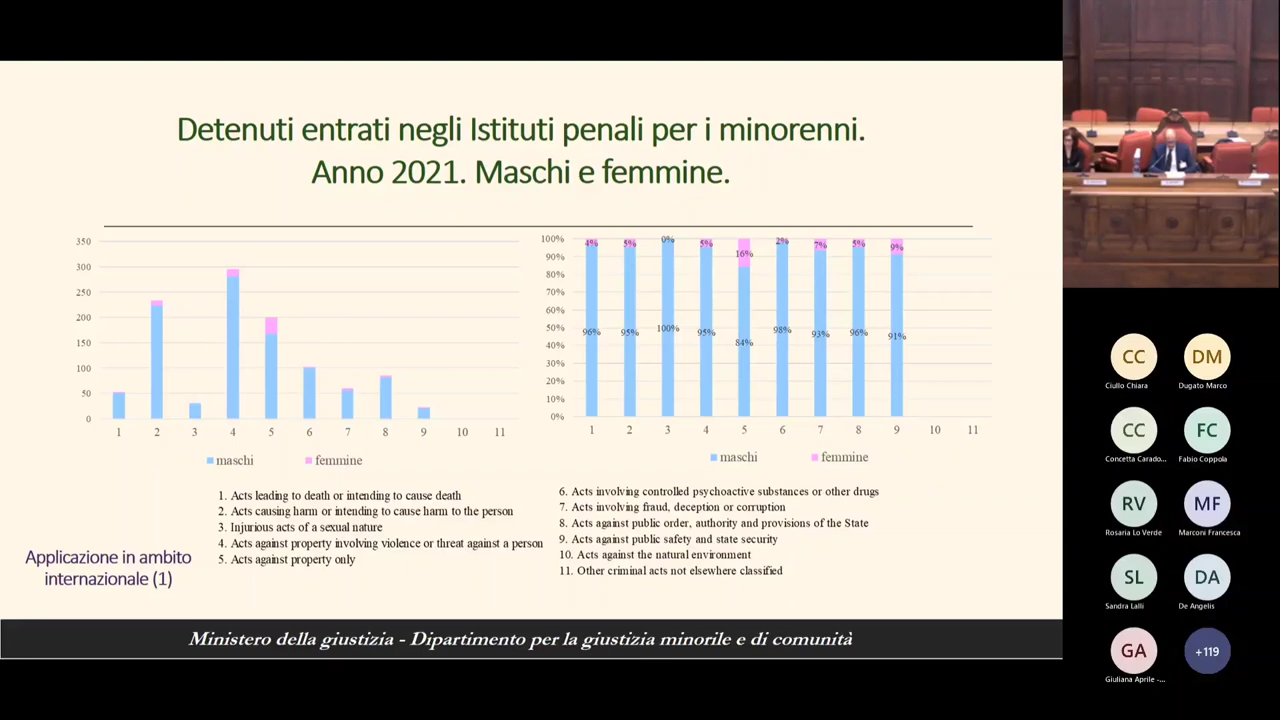 Detenuti entrati negli Istituti penali per i minorenni.
Anno 2021. Maschi e femmine.
350
300
250
200
150
100
50
0
1 2 3 4 5 6 7 8 9 10 11
maschi femmine
100%
90%
80%
70%
60%
50%
40%
30%
20%
10%
0%
4% 5% 0% 5% 16% 2% 7% 5% 9%
96% 95% 100% 95% 84% 98% 93% 96% 91%
1 2 3 4 5 6 7 8 9 10 11
maschi femmine
1. Acts leading to death or intending to cause death
2. Acts causing harm or intending to cause harm to the person
3. Injurious acts of a sexual nature
4. Acts against property involving violence or threat against a person
5. Acts against property only
6. Acts involving controlled psychoactive substances or other drugs
7. Acts involving fraud, deception or corruption
8. Acts against public order, authority and provisions of the State
9. Acts against public safety and state security
10. Acts against the natural environment
11. Other criminal acts not elsewhere classified
Applicazione in ambito
internazionale (1)
Ministero della giustizia - Dipartimento per la giustizia minorile e di comunità
CC DM
Ciullo Chiara Dugato Marco
CC FC
Concetta Carado... Fabio Coppola
RV MF
Rosaria Lo Verde Marconi Francesca
SL DA
Sandra Lalli De Angelis
GA +119
Giuliana Aprile -...